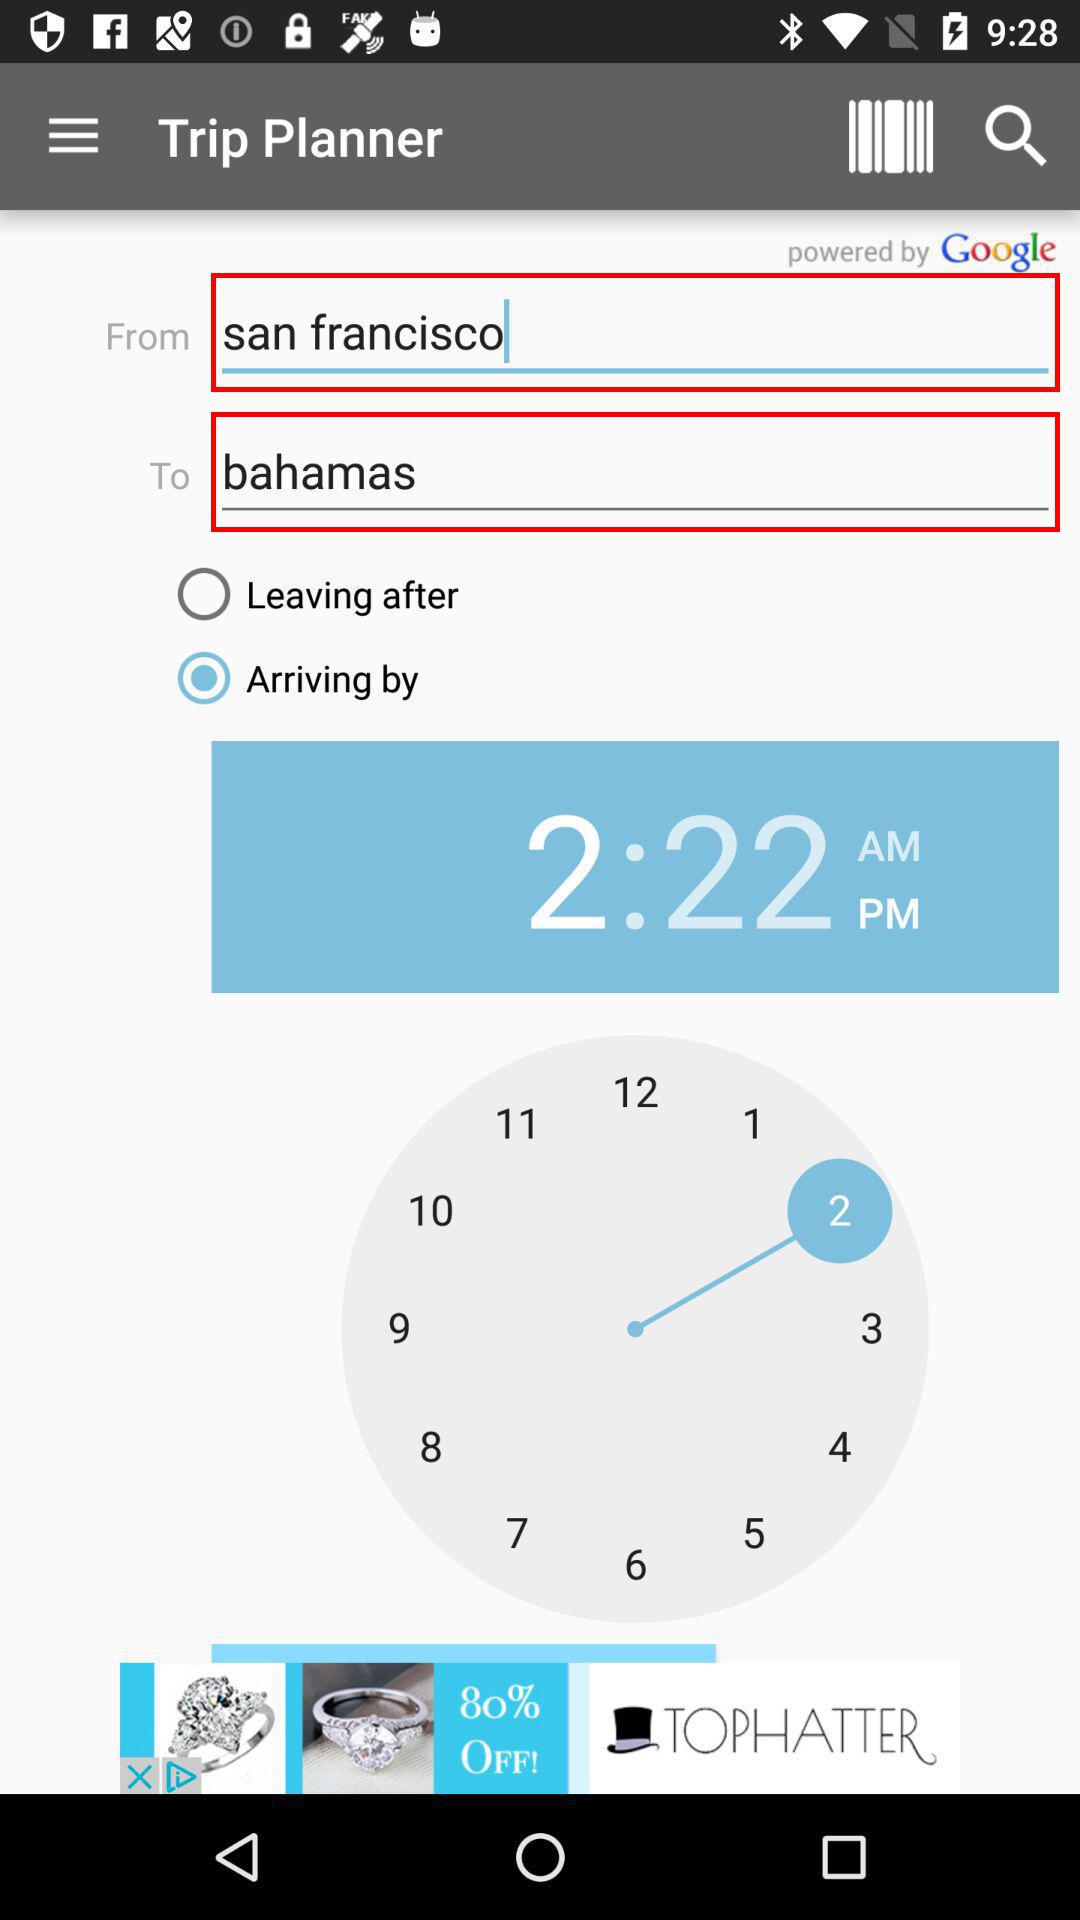 FAKE
9:28
Trip Planner
powered by Google
From san francisco
To bahamas
Leaving after
Arriving by
2:22 AM
PM
12
11 1
10 2
9 3
8 4
7 5
6
80%
OFF!
TOPHATTER